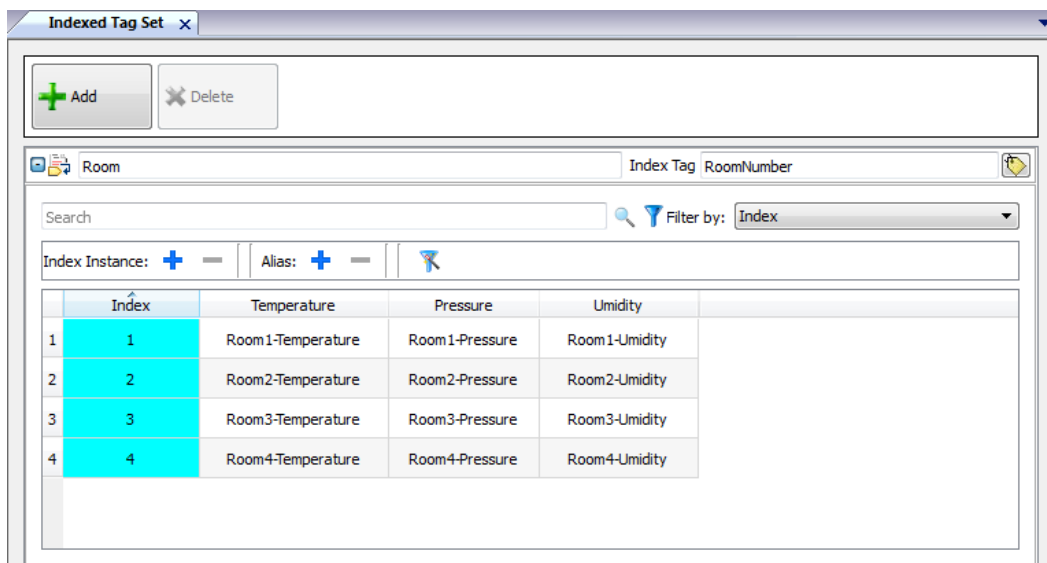 Indexed Tag Set x
Add Delete
Room Index Tag RoomNumber
Search Filter by: Index
Index Instance: Alias:
Index Temperature Pressure Umidity
1 1 Room1-Temperature Room1-Pressure Room1-Umidity
2 2 Room2-Temperature Room2-Pressure Room2-Umidity
3 3 Room3-Temperature Room3-Pressure Room3-Umidity
4 4 Room4-Temperature Room4-Pressure Room4-Umidity